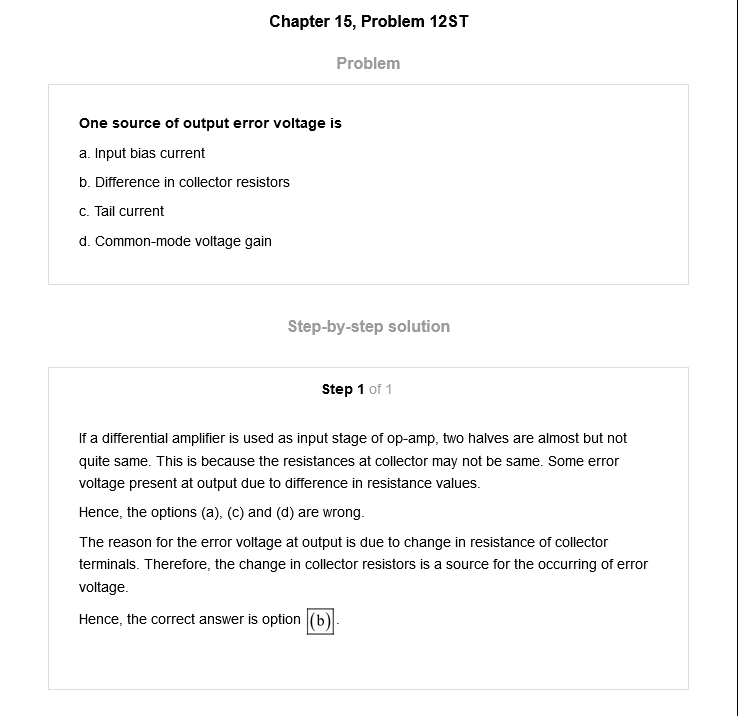 Chapter 15, Problem 12ST
Problem
One source of output error voltage is
a. Input bias current
b. Difference in collector resistors
c. Tail current
d. Common-mode voltage gain
Step-by-step solution
Step 1 of 1
If a differential amplifier is used as input stage of op-amp, two halves are almost but not
quite same. This is because the resistances at collector may not be same. Some error
voltage present at output due to difference in resistance values.
Hence, the options (a), (c) and (d) are wrong.
The reason for the error voltage at output is due to change in resistance of collector
terminals. Therefore, the change in collector resistors is a source for the occurring of error
voltage.
Hence, the correct answer is option (b).